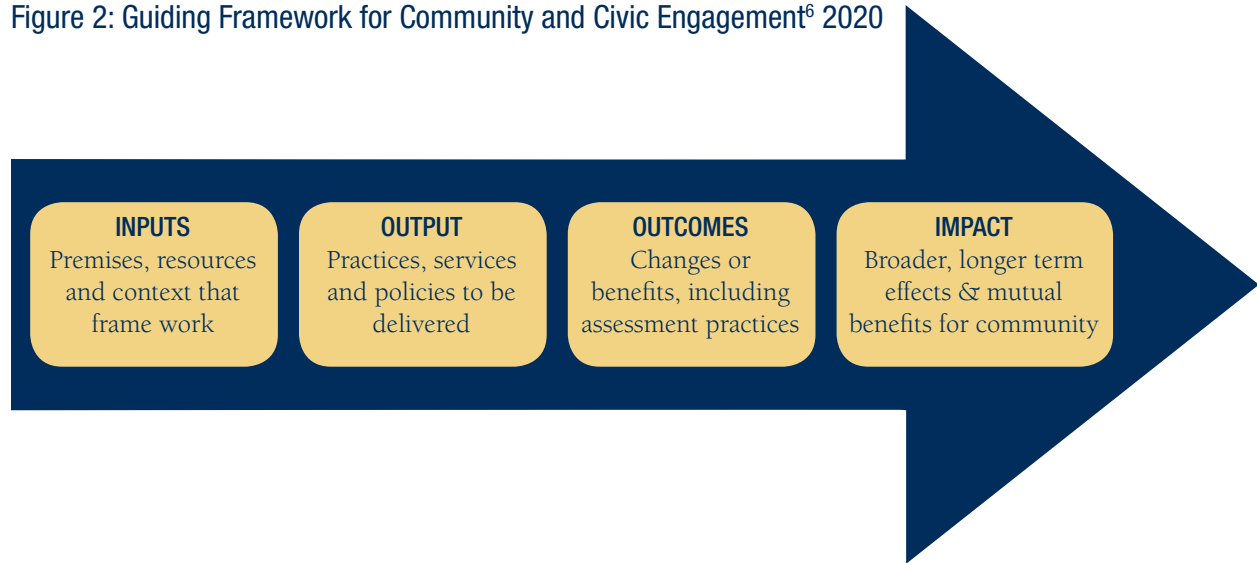 Figure 2: Guiding Framework for Community and Civic Engagement⁶ 2020
INPUTS
Premises, resources
and context that
frame work
OUTPUT
Practices, services
and policies to be
delivered
OUTCOMES
Changes or
benefits, including
assessment practices
IMPACT
Broader, longer term
effects & mutual
benefits for community